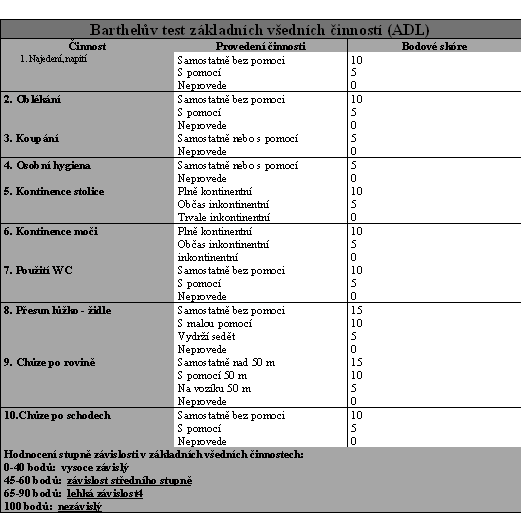 Barthelův test základních všedních činností (ADL)
Činnost Provedení činnosti Bodové skóre
1. Najedení, napití Samostatně bez pomoci 10
S pomocí 5
Neprovede 0
2. Oblékání Samostatně bez pomoci 10
S pomocí 5
Neprovede 0
3. Koupání Samostatně nebo s pomocí 5
Neprovede 0
4. Osobní hygiena Samostatně nebo s pomocí 5
Neprovede 0
5. Kontinence stolice Plně kontinentní 10
Občas inkontinentní 5
Trvale inkontinentní 0
6. Kontinence moči Plně kontinentní 10
Občas inkontinentní 5
inkontinentní 0
7. Použití WC Samostatně bez pomoci 10
S pomocí 5
Neprovede 0
8. Přesun lůžko - židle Samostatně bez pomoci 15
S malou pomocí 10
Vydrží sedět 5
Neprovede 0
9. Chůze po rovině Samostatně nad 50 m 15
S pomocí 50 m 10
Na vozíku 50 m 5
Neprovede 0
10.Chůze po schodech Samostatně bez pomoci 10
S pomocí 5
Neprovede 0
Hodnocení stupně závislosti v základních všedních činnostech:
0-40 bodů: vysoce závislý
45-60 bodů: závislost středního stupně
65-90 bodů: lehká závislost4
100 bodů: nezávislý